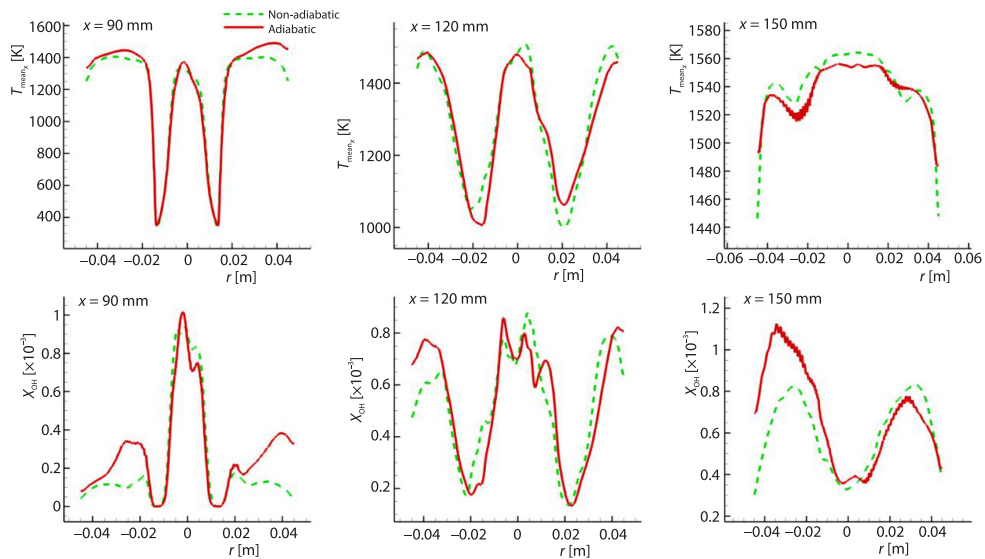 x = 90 mm
Non-adiabatic
Adiabatic
T mean_x [K]
1600
1400
1200
1000
800
600
400
−0.04 −0.02 0 0.02 0.04
r [m]
x = 120 mm
T mean_x [K]
1400
1200
1000
−0.04 −0.02 0 0.02 0.04
r [m]
x = 150 mm
T mean_x [K]
1580
1560
1540
1520
1500
1480
1460
1440
−0.06 −0.04 −0.02 0 0.02 0.04 0.06
r [m]
x = 90 mm
X_OH [×10⁻³]
1
0.8
0.6
0.4
0.2
0
−0.04 −0.02 0 0.02 0.04
r [m]
x = 120 mm
X_OH [×10⁻³]
0.8
0.6
0.4
0.2
−0.04 −0.02 0 0.02 0.04
r [m]
x = 150 mm
X_OH [×10⁻³]
1.2
1
0.8
0.6
0.4
0.2
-0.04 -0.02 0 0.02 0.04
r [m]